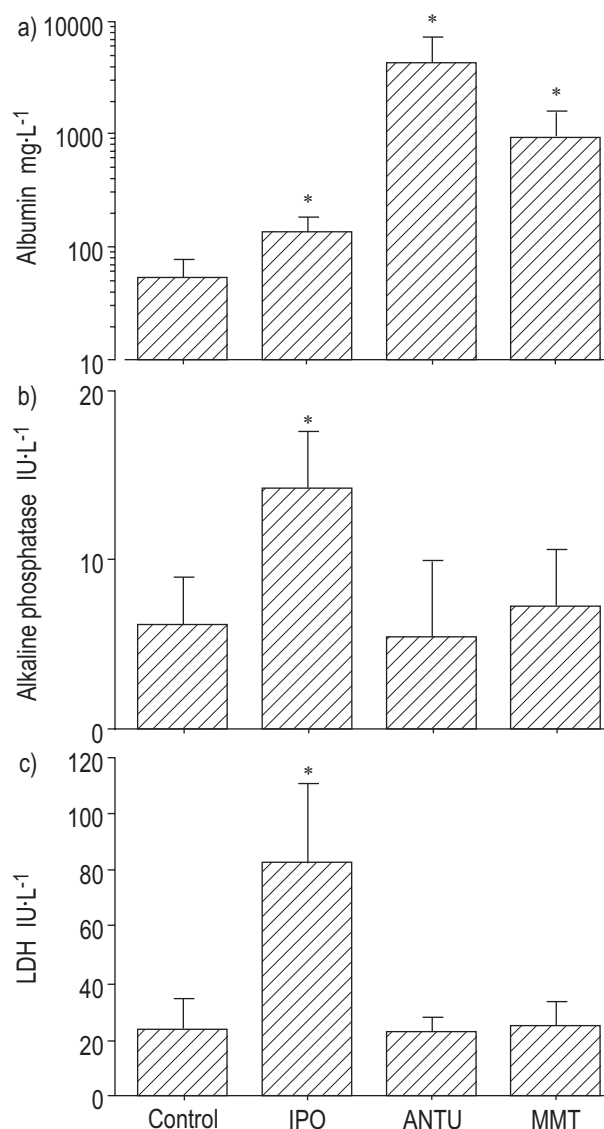 a)
Albumin mg·L-1
10000
1000
100
10
*
*
*
b)
Alkaline phosphatase IU·L-1
20
10
0
*
c)
LDH IU·L-1
120
100
80
60
40
20
0
*
Control IPO ANTU MMT